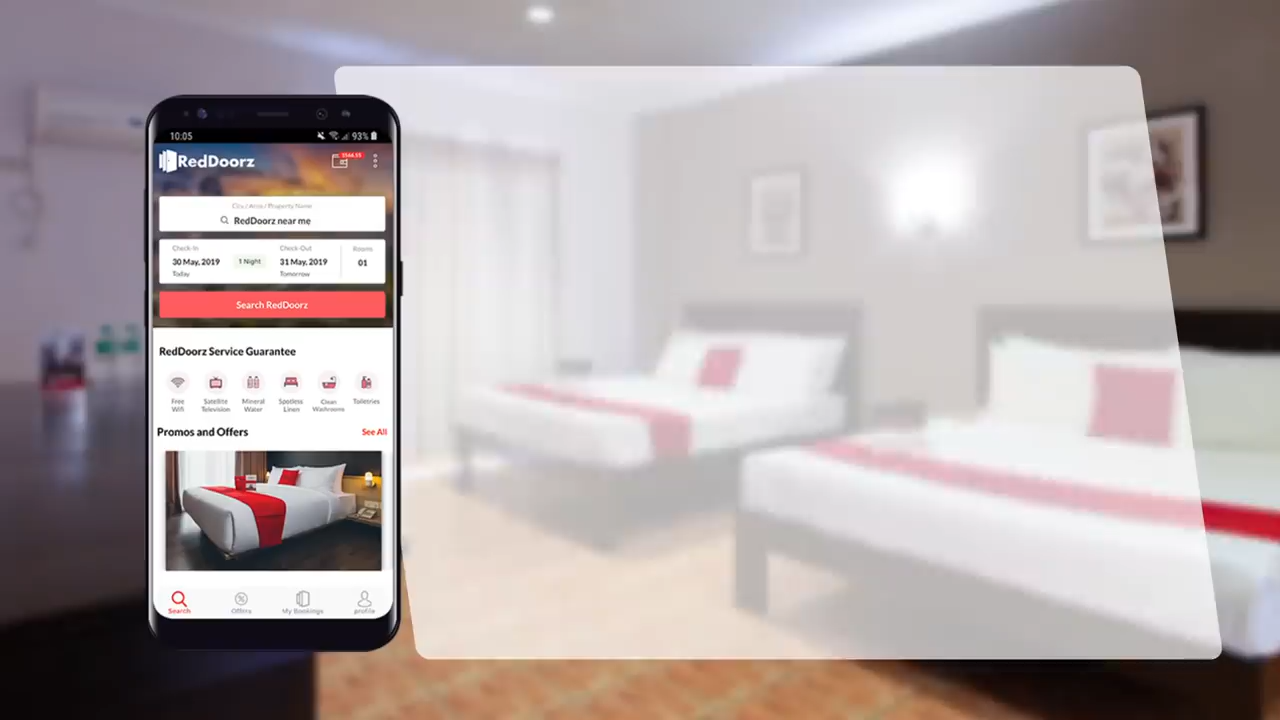 10:05
93%
RedDoorz
City / Area / Property Name
RedDoorz near me
Check-In
Check-Out
Rooms
30 May, 2019
1 Night
31 May, 2019
01
Today
Tomorrow
Search RedDoorz
RedDoorz Service Guarantee
Free Wifi
Satellite Television
Mineral Water
Spotless Linen
Clean Washrooms
Toiletries
Promos and Offers
See All
Search
Offers
My Bookings
profile